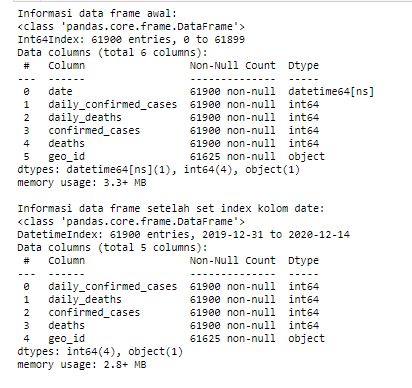 Informasi data frame awal:
<class 'pandas.core.frame.DataFrame'>
Int64Index: 61900 entries, 0 to 61899
Data columns (total 6 columns):
 #   Column                 Non-Null Count  Dtype
---  ------                 --------------  -----
 0   date                   61900 non-null  datetime64[ns]
 1   daily_confirmed_cases  61900 non-null  int64
 2   daily_deaths           61900 non-null  int64
 3   confirmed_cases        61900 non-null  int64
 4   deaths                 61900 non-null  int64
 5   geo_id                 61625 non-null  object
dtypes: datetime64[ns](1), int64(4), object(1)
memory usage: 3.3+ MB

Informasi data frame setelah set index kolom date:
<class 'pandas.core.frame.DataFrame'>
DatetimeIndex: 61900 entries, 2019-12-31 to 2020-12-14
Data columns (total 5 columns):
 #   Column                 Non-Null Count  Dtype
---  ------                 --------------  -----
 0   daily_confirmed_cases  61900 non-null  int64
 1   daily_deaths           61900 non-null  int64
 2   confirmed_cases        61900 non-null  int64
 3   deaths                 61900 non-null  int64
 4   geo_id                 61625 non-null  object
dtypes: int64(4), object(1)
memory usage: 2.8+ MB